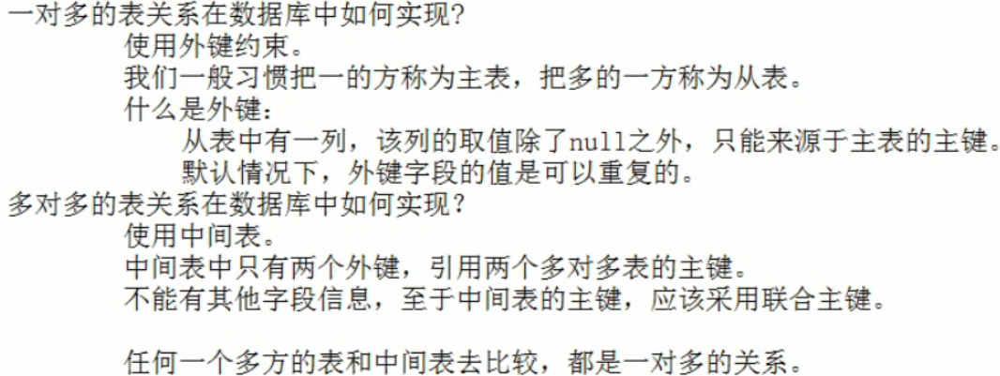 一对多的表关系在数据库中如何实现?
使用外键约束。
我们一般习惯把一的方称为主表，把多的一方称为从表。
什么是外键：
从表中有一列，该列的取值除了null之外，只能来源于主表的主键。
默认情况下，外键字段的值是可以重复的。
多对多的表关系在数据库中如何实现？
使用中间表。
中间表中只有两个外键，引用两个多对多表的主键。
不能有其他字段信息，至于中间表的主键，应该采用联合主键。
任何一个多方的表和中间表去比较，都是一对多的关系。